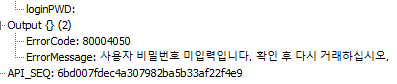 loginPWD:
Output {} (2)
ErrorCode: 80004050
ErrorMessage: 사용자 비밀번호 미입력입니다. 확인 후 다시 거래하십시오.
API_SEQ: 6bd007fdec4a307982ba5b33af22f4e9